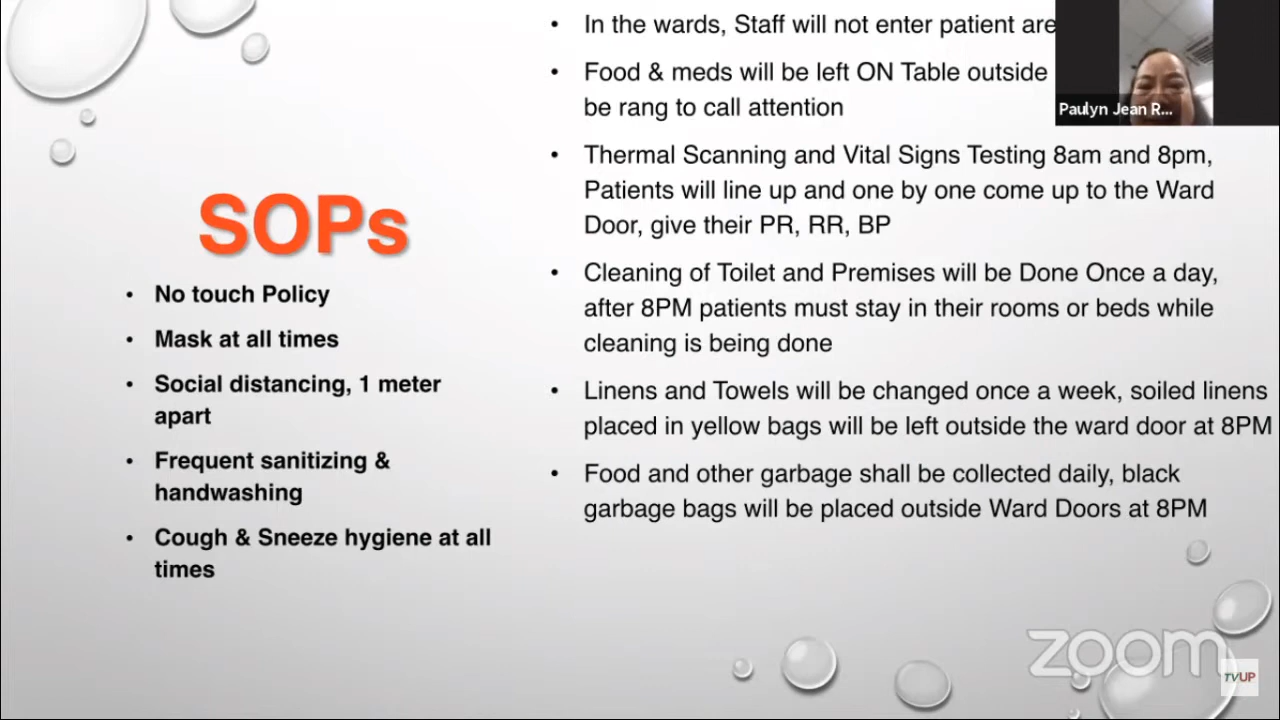 SOPs
• No touch Policy
• Mask at all times
• Social distancing, 1 meter
apart
• Frequent sanitizing &
handwashing
• Cough & Sneeze hygiene at all
times
• In the wards, Staff will not enter patient are
• Food & meds will be left ON Table outside
be rang to call attention
• Thermal Scanning and Vital Signs Testing 8am and 8pm,
Patients will line up and one by one come up to the Ward
Door, give their PR, RR, BP
• Cleaning of Toilet and Premises will be Done Once a day,
after 8PM patients must stay in their rooms or beds while
cleaning is being done
• Linens and Towels will be changed once a week, soiled linens
placed in yellow bags will be left outside the ward door at 8PM
• Food and other garbage shall be collected daily, black
garbage bags will be placed outside Ward Doors at 8PM
Paulyn Jean R...
zoom
TVUP